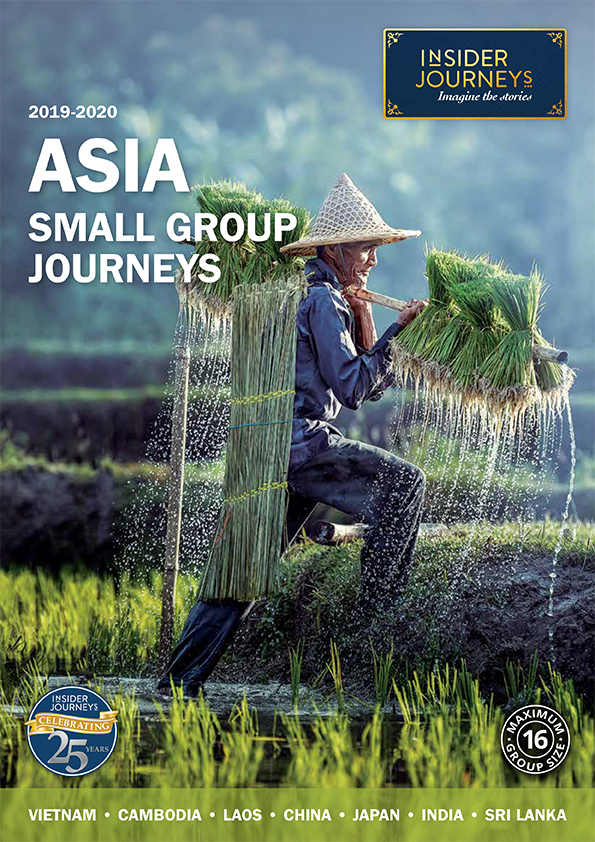 INSIDER
JOURNEYS
Imagine the stories
2019-2020
ASIA
SMALL GROUP
JOURNEYS
INSIDER
JOURNEYS
CELEBRATING
25 YEARS
MAXIMUM
16
GROUP SIZE
VIETNAM • CAMBODIA • LAOS • CHINA • JAPAN • INDIA • SRI LANKA